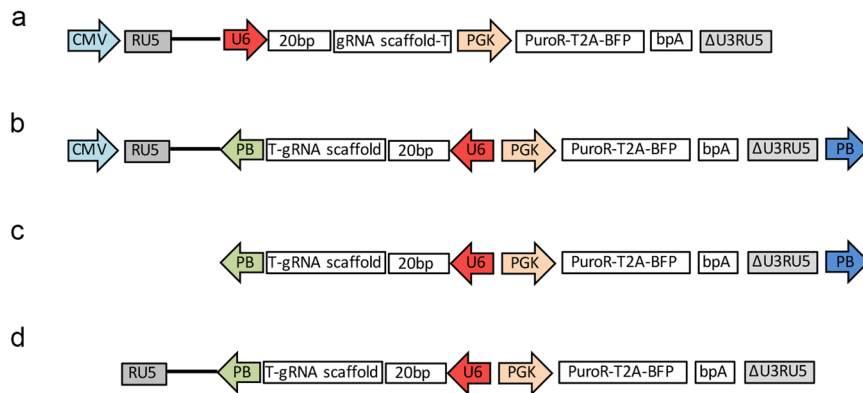 a
CMV RU5 U6 20bp gRNA scaffold-T PGK PuroR-T2A-BFP bpA ΔU3RU5
b
CMV RU5 PB T-gRNA scaffold 20bp U6 PGK PuroR-T2A-BFP bpA ΔU3RU5 PB
c
PB T-gRNA scaffold 20bp U6 PGK PuroR-T2A-BFP bpA ΔU3RU5 PB
d
RU5 PB T-gRNA scaffold 20bp U6 PGK PuroR-T2A-BFP bpA ΔU3RU5